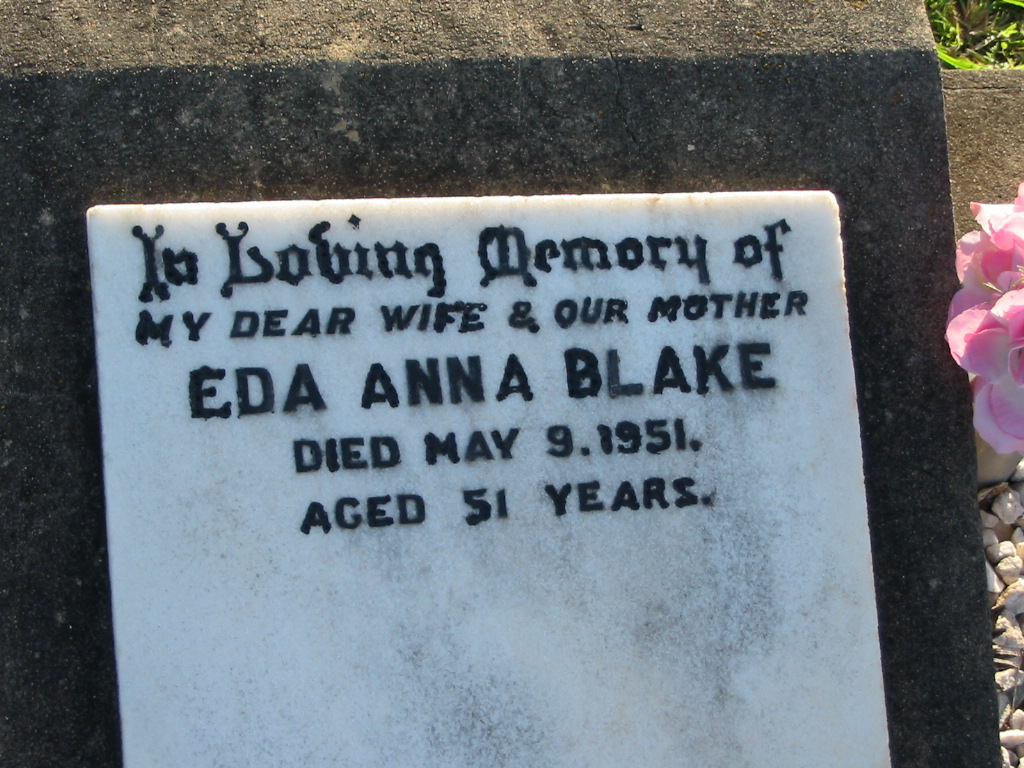 In Loving Memory of
MY DEAR WIFE & OUR MOTHER
EDA ANNA BLAKE
DIED MAY 9.1951.
AGED 51 YEARS.